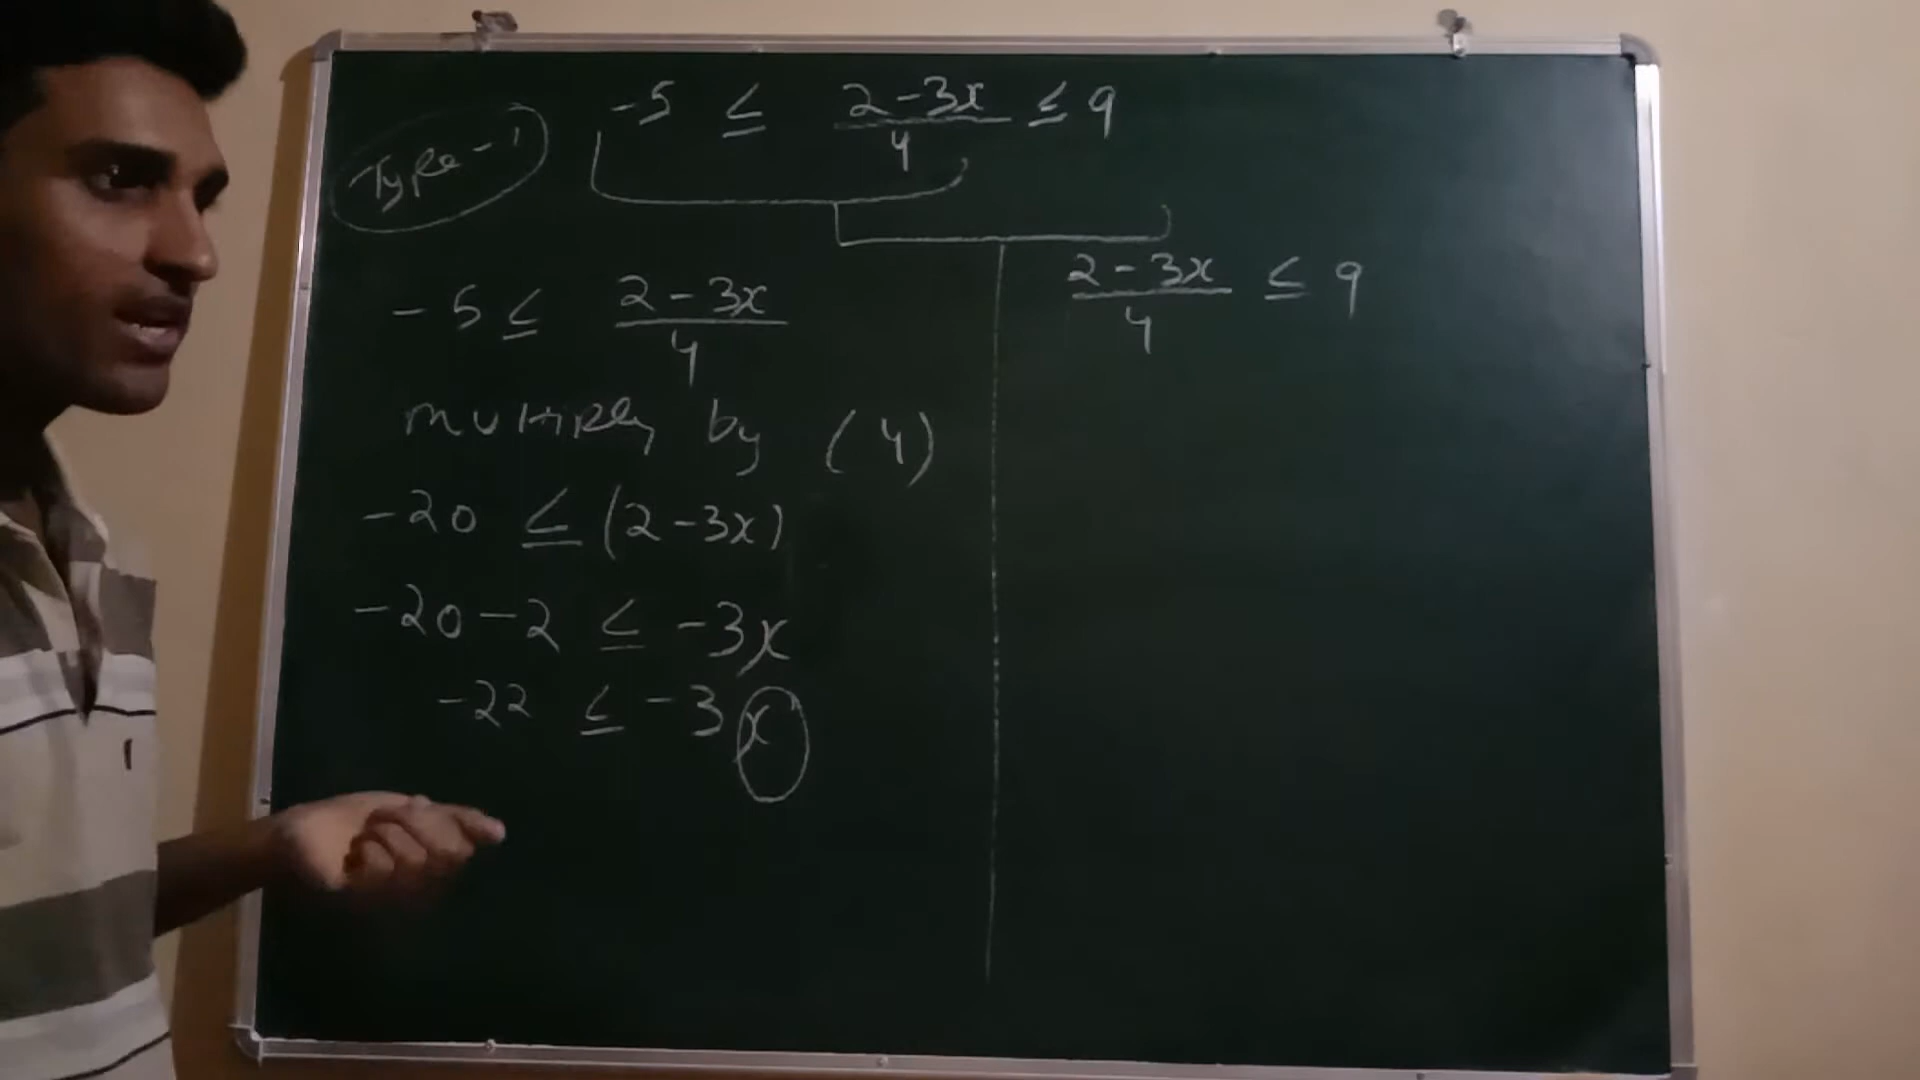 -5 ≤ 2-3x/4 ≤ 9
Type-1
-5 ≤ 2-3x/4
multiply by (4)
-20 ≤ (2-3x)
-20-2 ≤ -3x
-22 ≤ -3x
2-3x/4 ≤ 9